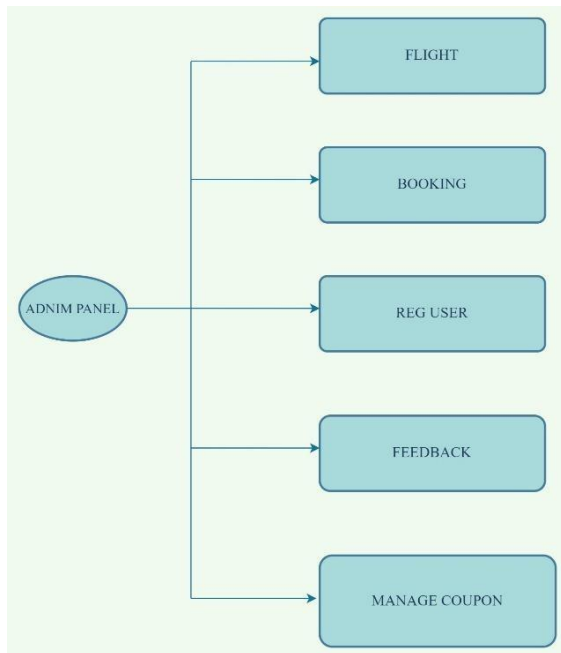 FLIGHT
BOOKING
ADNIM PANEL
REG USER
FEEDBACK
MANAGE COUPON